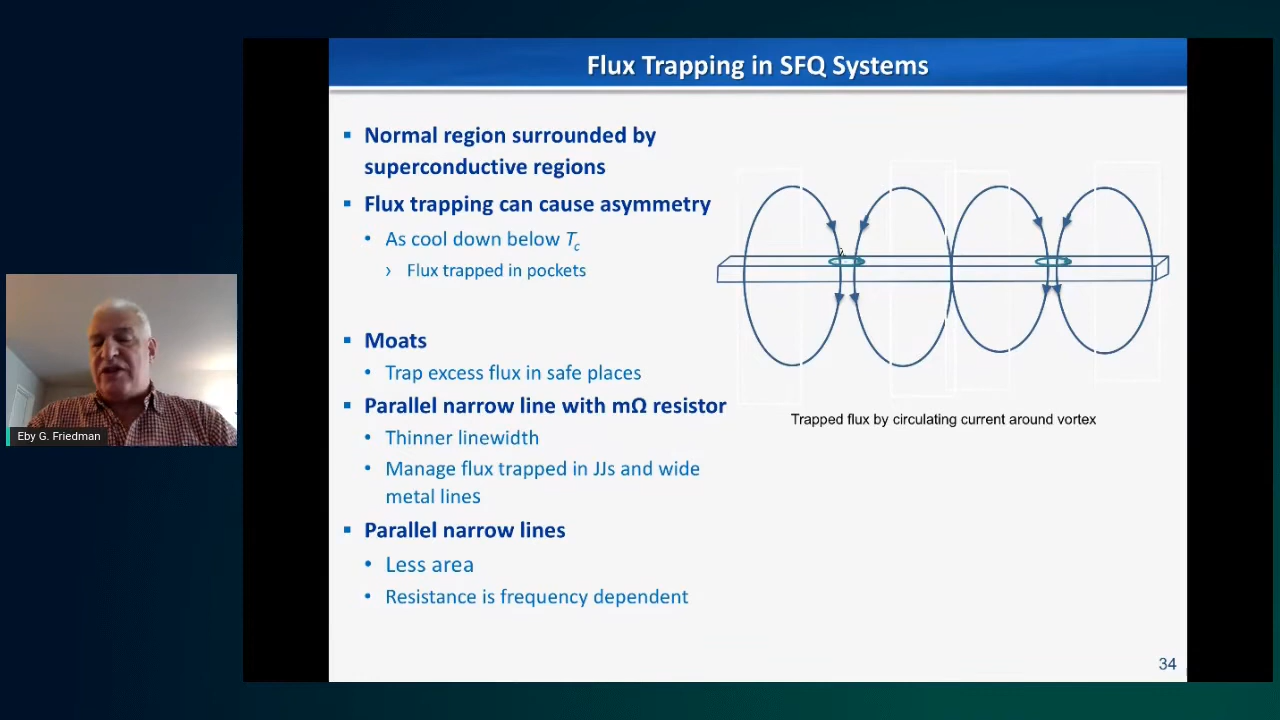 Flux Trapping in SFQ Systems
▪ Normal region surrounded by
superconductive regions
▪ Flux trapping can cause asymmetry
• As cool down below Tc
› Flux trapped in pockets
▪ Moats
• Trap excess flux in safe places
▪ Parallel narrow line with mΩ resistor
• Thinner linewidth
• Manage flux trapped in JJs and wide
metal lines
▪ Parallel narrow lines
• Less area
• Resistance is frequency dependent
Trapped flux by circulating current around vortex
34
Eby G. Friedman